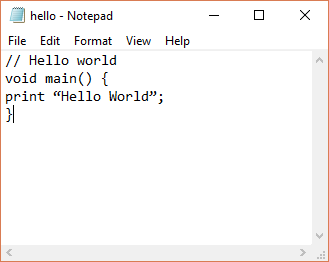 hello - Notepad
File Edit Format View Help
// Hello world
void main() {
print “Hello World”;
}